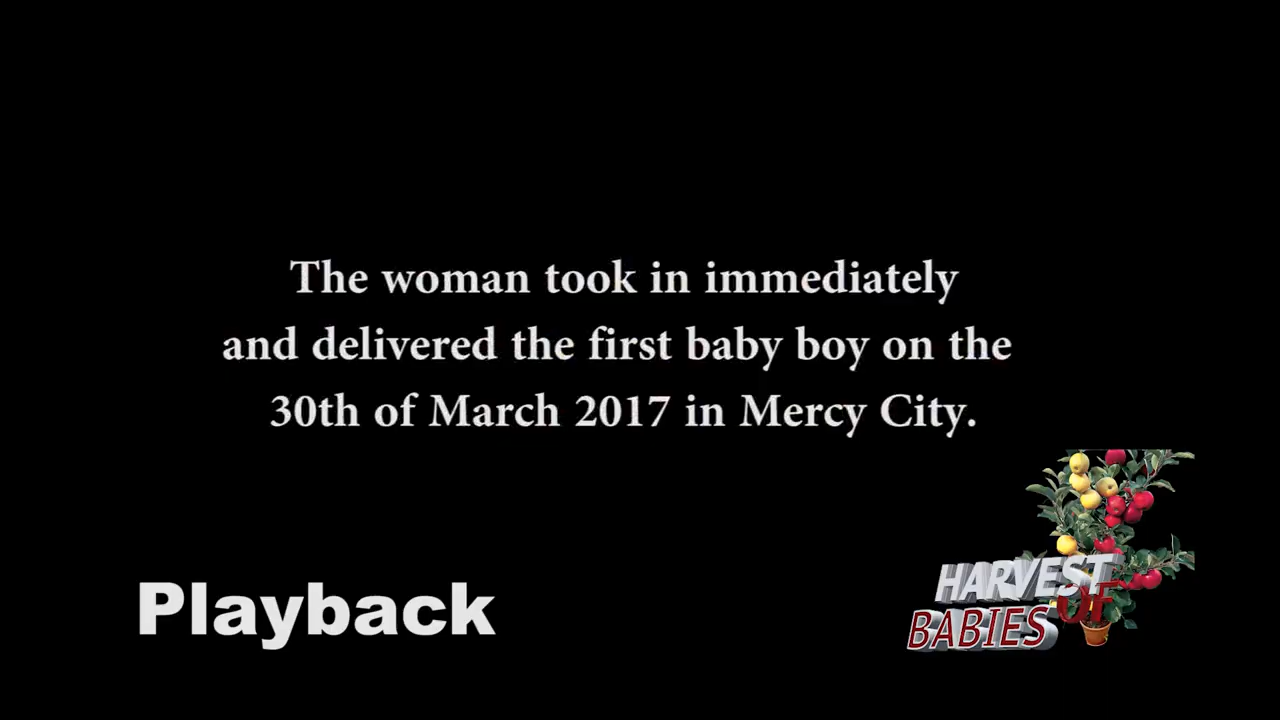 The woman took in immediately
and delivered the first baby boy on the
30th of March 2017 in Mercy City.
Playback
HARVEST
OF
BABIES